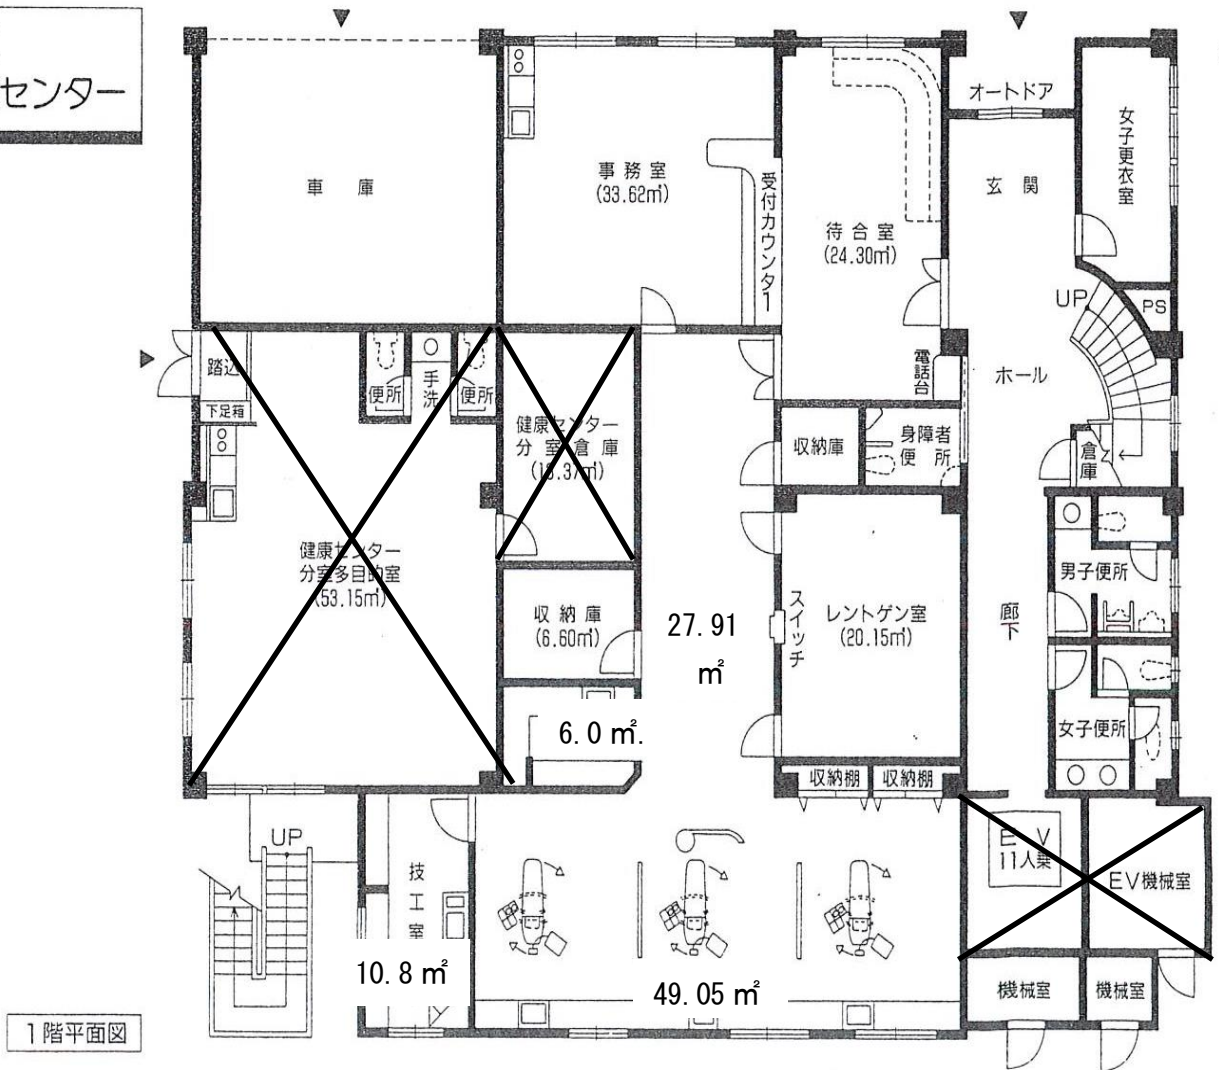 センター
オートドア
女子更衣室
車 庫
事 務 室
(33.62㎡)
受付カウンター
玄 関
待 合 室
(24.30㎡)
UP
PS
踏込
下足箱
便所
手洗
便所
電話台
ホール
健康センター
分 室 倉 庫
収納庫
身障者
便 所
倉庫
健康センター
分室多目的室
(53.15㎡)
収 納 庫
(6.60㎡)
27.91
㎡
スイッチ
レントゲン室
(20.15㎡)
廊下
男子便所
6.0 ㎡.
女子便所
収納棚
収納棚
UP
技工室
E V
11人乗
EV機械室
10.8 ㎡
49.05 ㎡
機械室
機械室
1階平面図